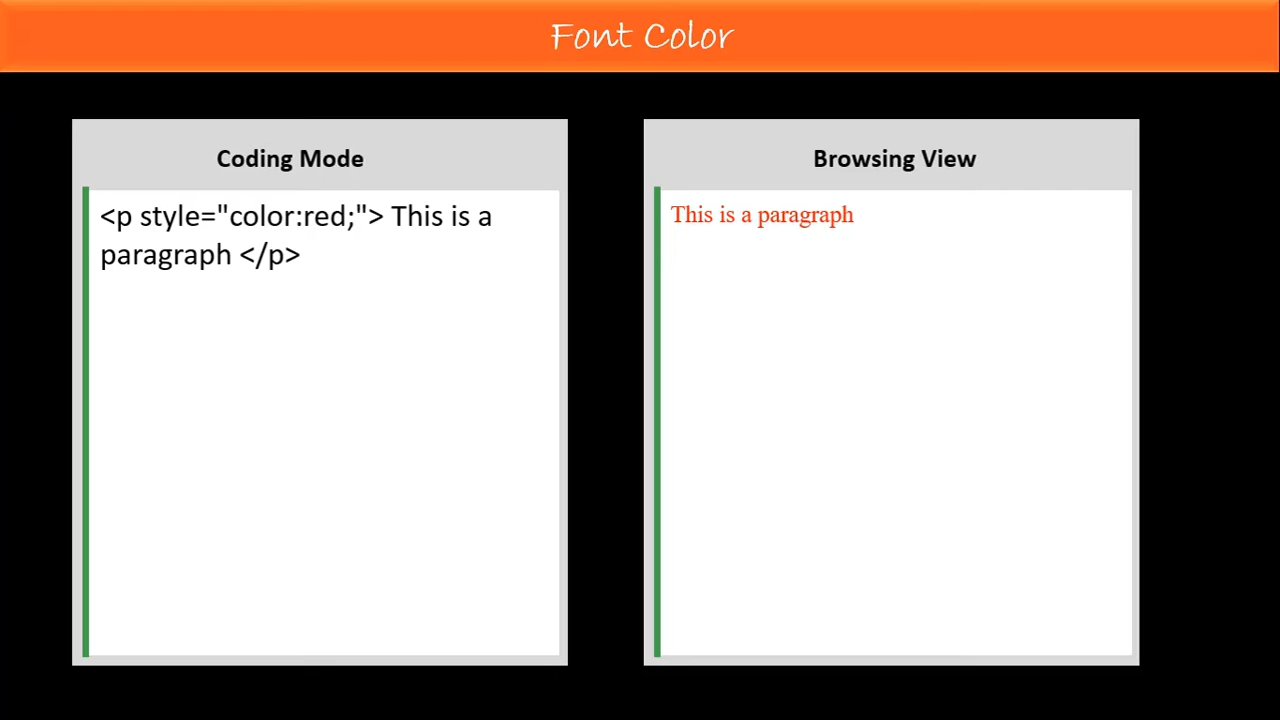 Font Color
Coding Mode
<p style="color:red;"> This is a
paragraph </p>
Browsing View
This is a paragraph